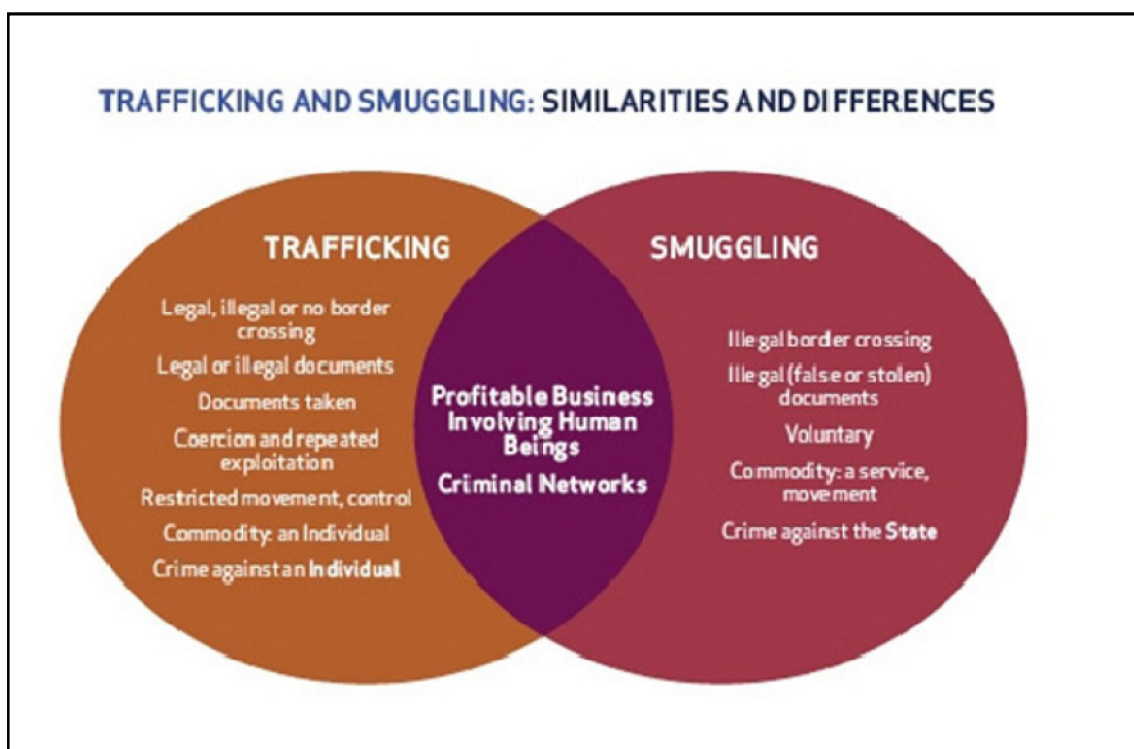 TRAFFICKING AND SMUGGLING: SIMILARITIES AND DIFFERENCES
TRAFFICKING
Legal, illegal or no border
crossing
Legal or illegal documents
Documents taken
Coercion and repeated
exploitation
Restricted movement, control
Commodity: an Individual
Crime against an Individual
Profitable Business
Involving Human
Beings
Criminal Networks
SMUGGLING
Illegal border crossing
Illegal (false or stolen)
documents
Voluntary
Commodity: a service,
movement
Crime against the State